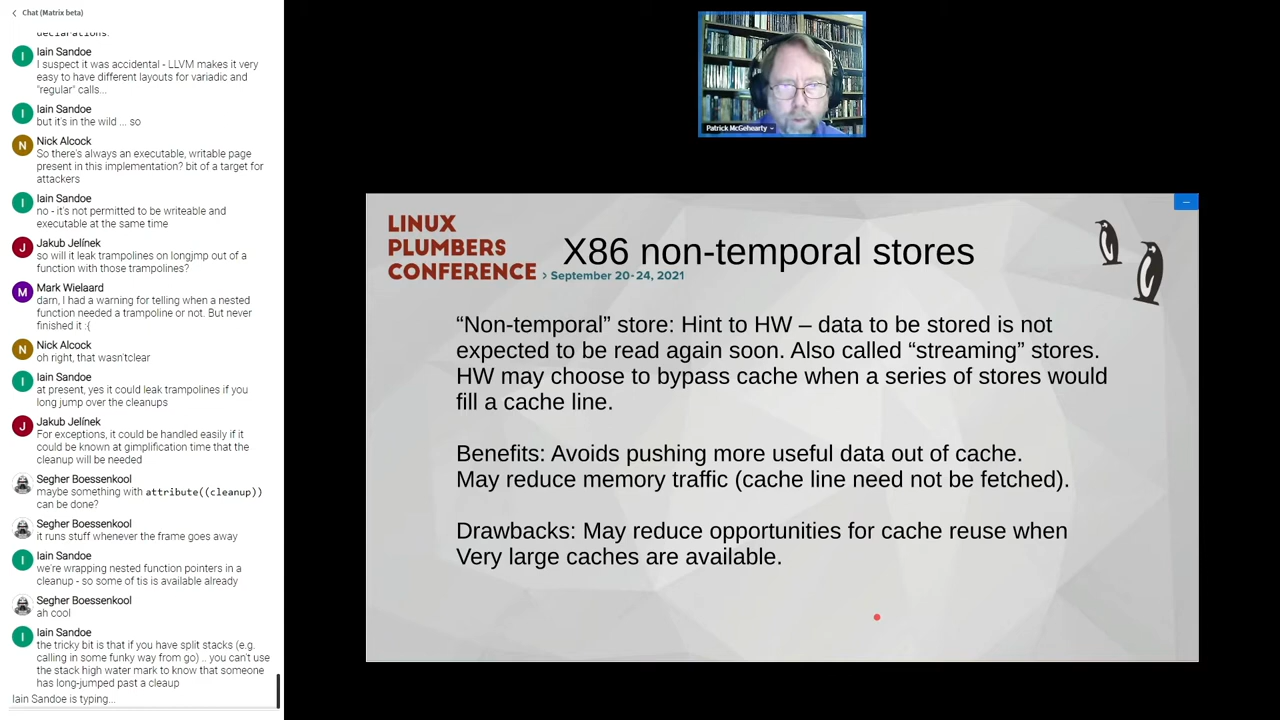 Chat (Matrix beta)
declarations.
Iain Sandoe
I suspect it was accidental - LLVM makes it very
easy to have different layouts for variadic and
"regular" calls...
Iain Sandoe
but it's in the wild ... so
Nick Alcock
So there's always an executable, writable page
present in this implementation? bit of a target for
attackers
Iain Sandoe
no - it's not permitted to be writeable and
executable at the same time
Jakub Jelínek
so will it leak trampolines on longjmp out of a
function with those trampolines?
Mark Wielaard
darn, I had a warning for telling when a nested
function needed a trampoline or not. But never
finished it :{
Nick Alcock
oh right, that wasn'tclear
Iain Sandoe
at present, yes it could leak trampolines if you
long jump over the cleanups
Jakub Jelínek
For exceptions, it could be handled easily if it
could be known at gimplification time that the
cleanup will be needed
Segher Boessenkool
maybe something with attribute((cleanup))
can be done?
Segher Boessenkool
it runs stuff whenever the frame goes away
Iain Sandoe
we're wrapping nested function pointers in a
cleanup - so some of tis is available already
Segher Boessenkool
ah cool
Iain Sandoe
the tricky bit is that if you have split stacks (e.g.
calling in some funky way from go) .. you can't use
the stack high water mark to know that someone
has long-jumped past a cleaup
Iain Sandoe is typing...
Patrick McGehearty
LINUX
PLUMBERS
CONFERENCE
> September 20-24, 2021
X86 non-temporal stores
“Non-temporal” store: Hint to HW – data to be stored is not
expected to be read again soon. Also called “streaming” stores.
HW may choose to bypass cache when a series of stores would
fill a cache line.
Benefits: Avoids pushing more useful data out of cache.
May reduce memory traffic (cache line need not be fetched).
Drawbacks: May reduce opportunities for cache reuse when
Very large caches are available.